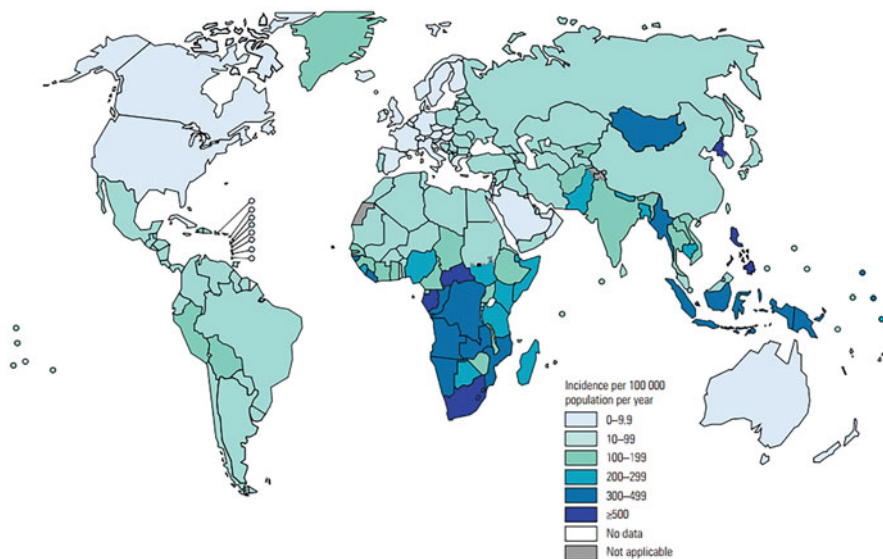 Incidence per 100 000
population per year
0–9.9
10–99
100–199
200–299
300–499
≥500
No data
Not applicable